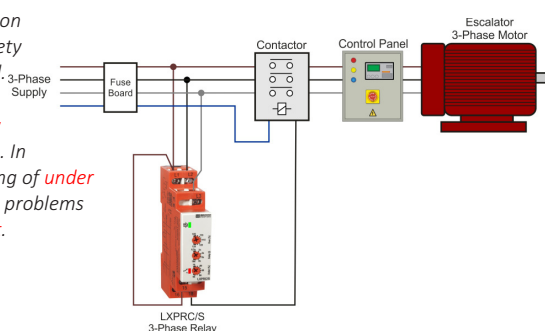 on
ety
d.
. In
ng of under
problems
.
3-Phase
Supply
Fuse
Board
Contactor
Control Panel
Escalator
3-Phase Motor
LXPRC/S
3-Phase Relay